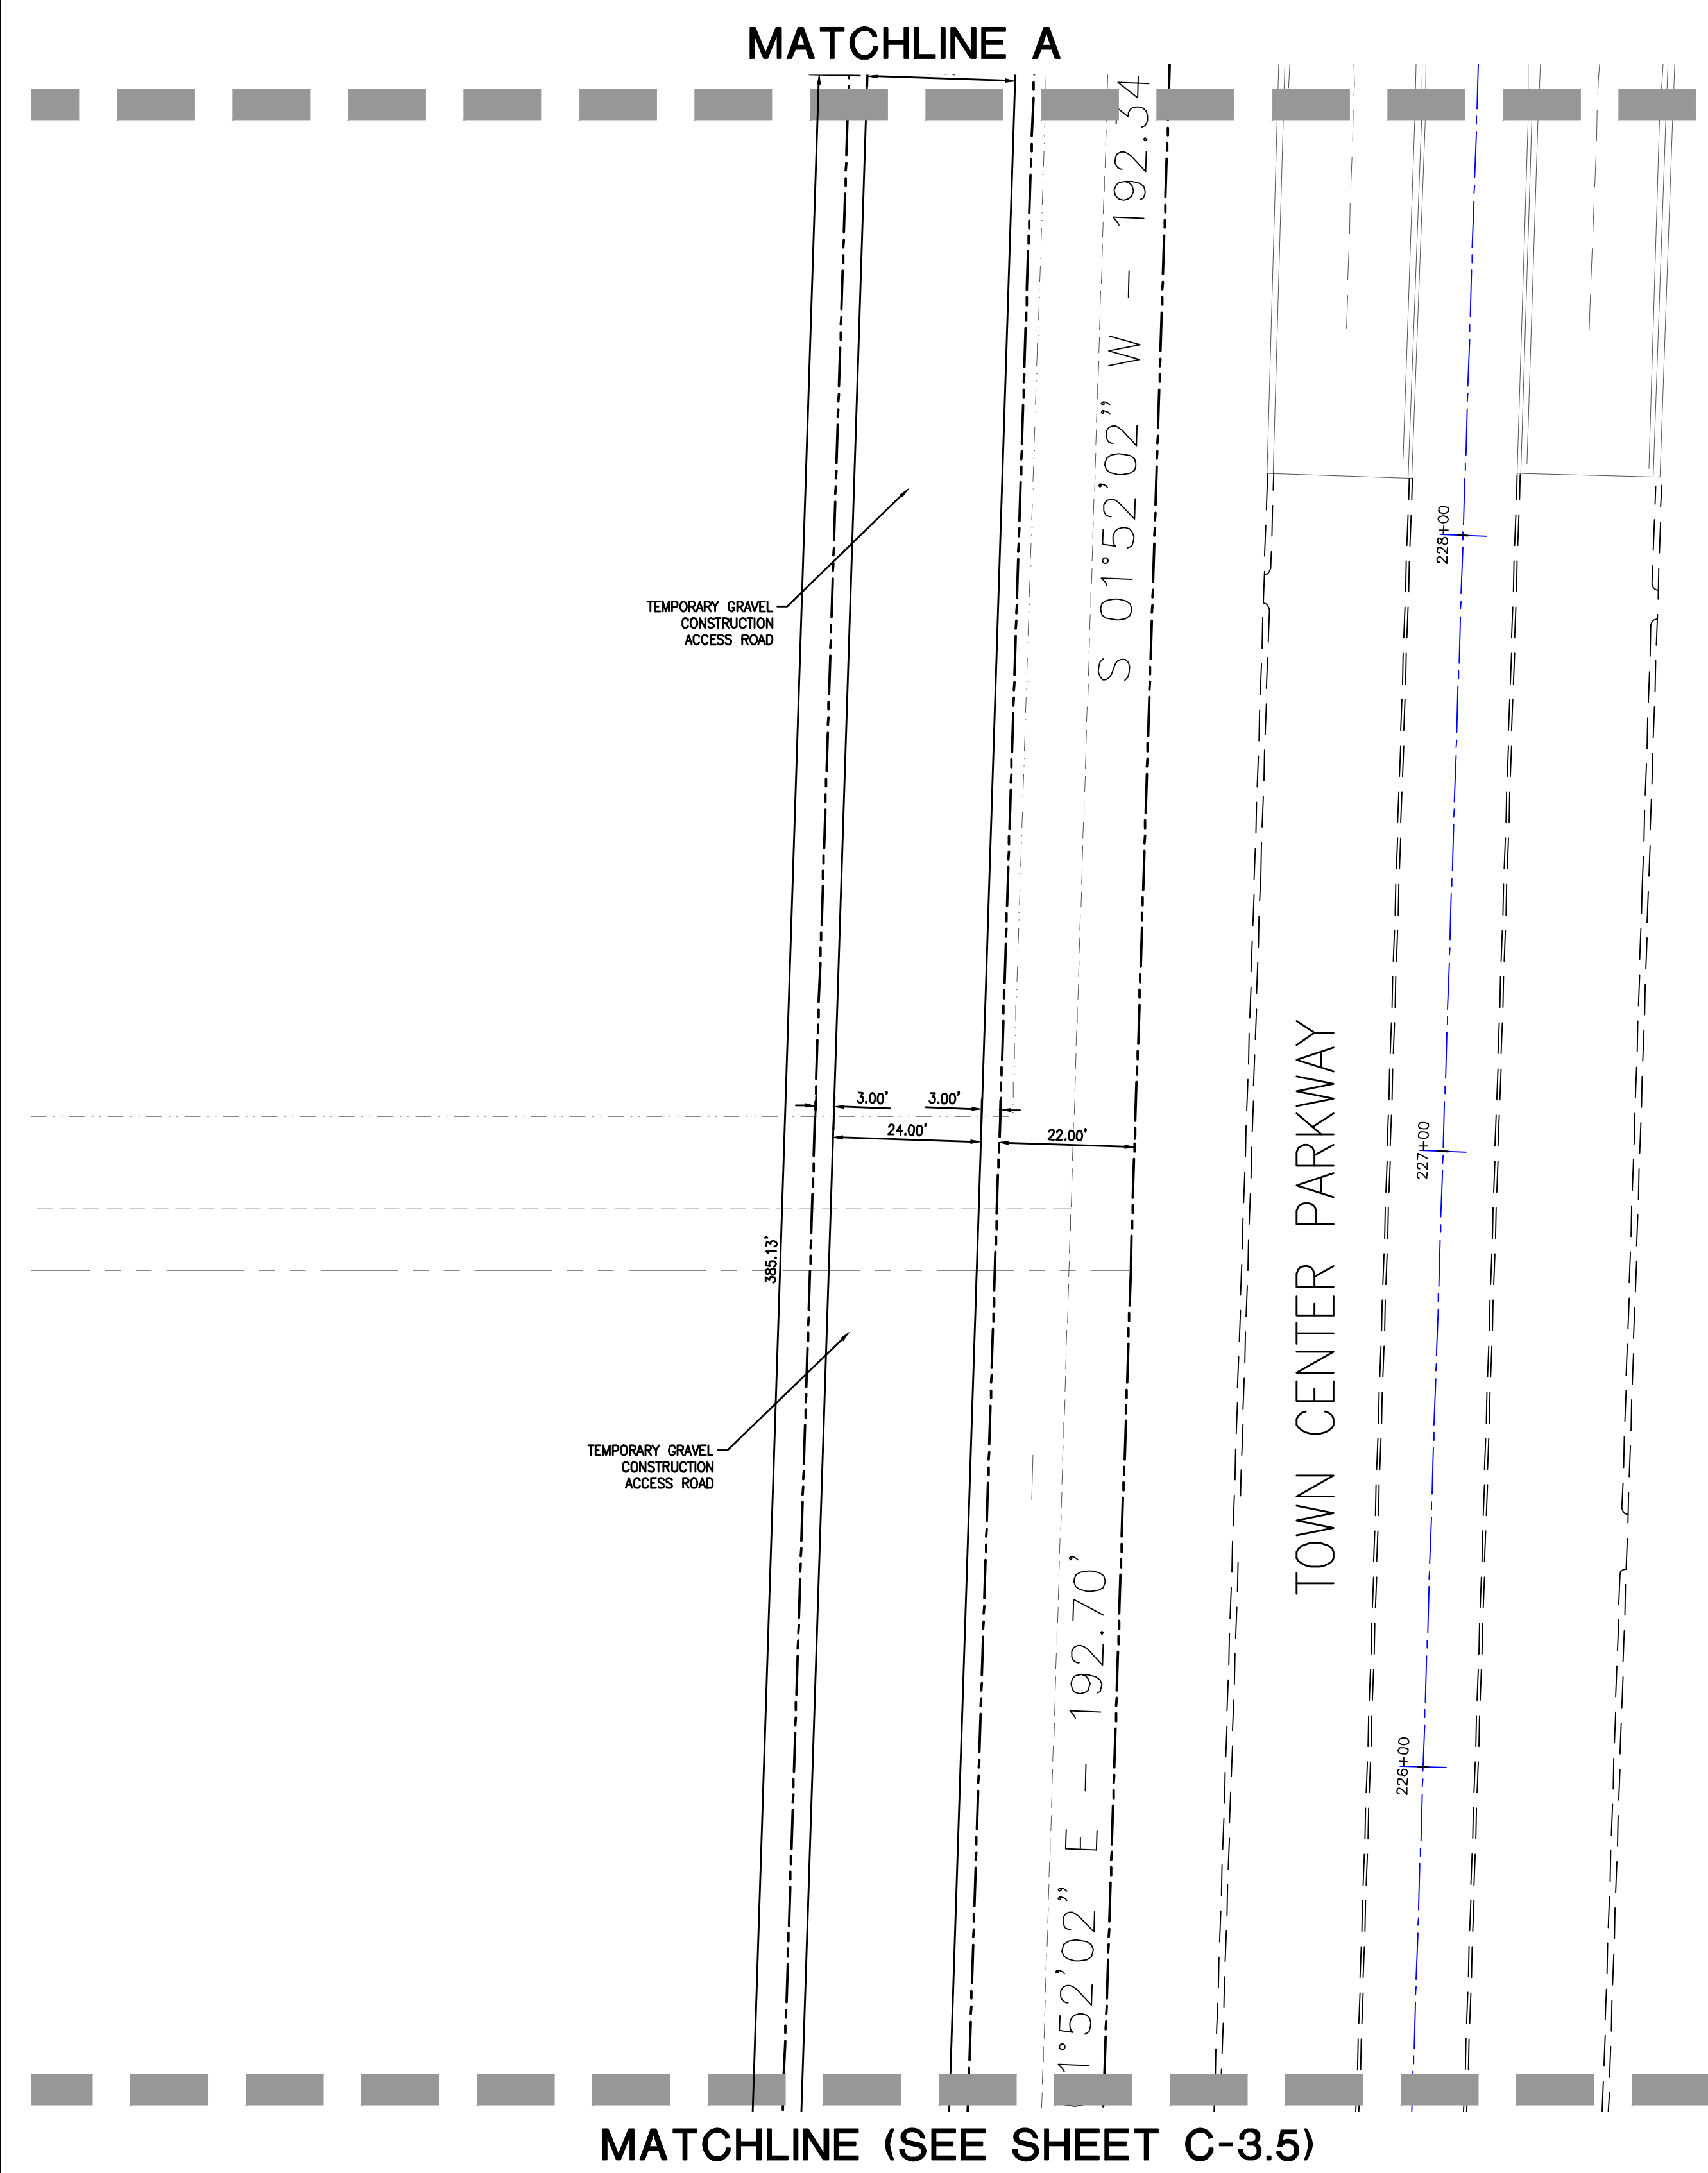 MATCHLINE A
S 01°52'02" W - 192.34
228+00
TEMPORARY GRAVEL
CONSTRUCTION
ACCESS ROAD
TOWN CENTER PARKWAY
3.00'
3.00'
24.00'
22.00'
227+00
385.13'
TEMPORARY GRAVEL
CONSTRUCTION
ACCESS ROAD
1°52'02" E - 192.70'
226+00
MATCHLINE (SEE SHEET C-3.5)